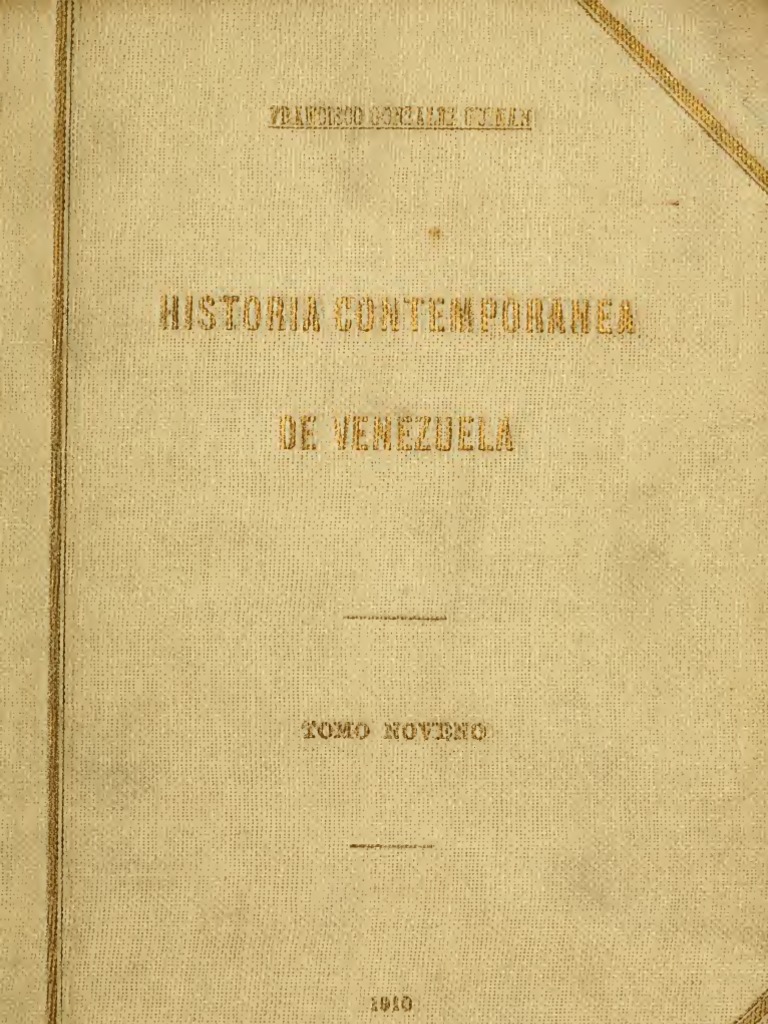 FRANCISCO GONZALEZ GUINAN
HISTORIA CONTEMPORANEA
DE VENEZUELA
TOMO NOVENO
1910